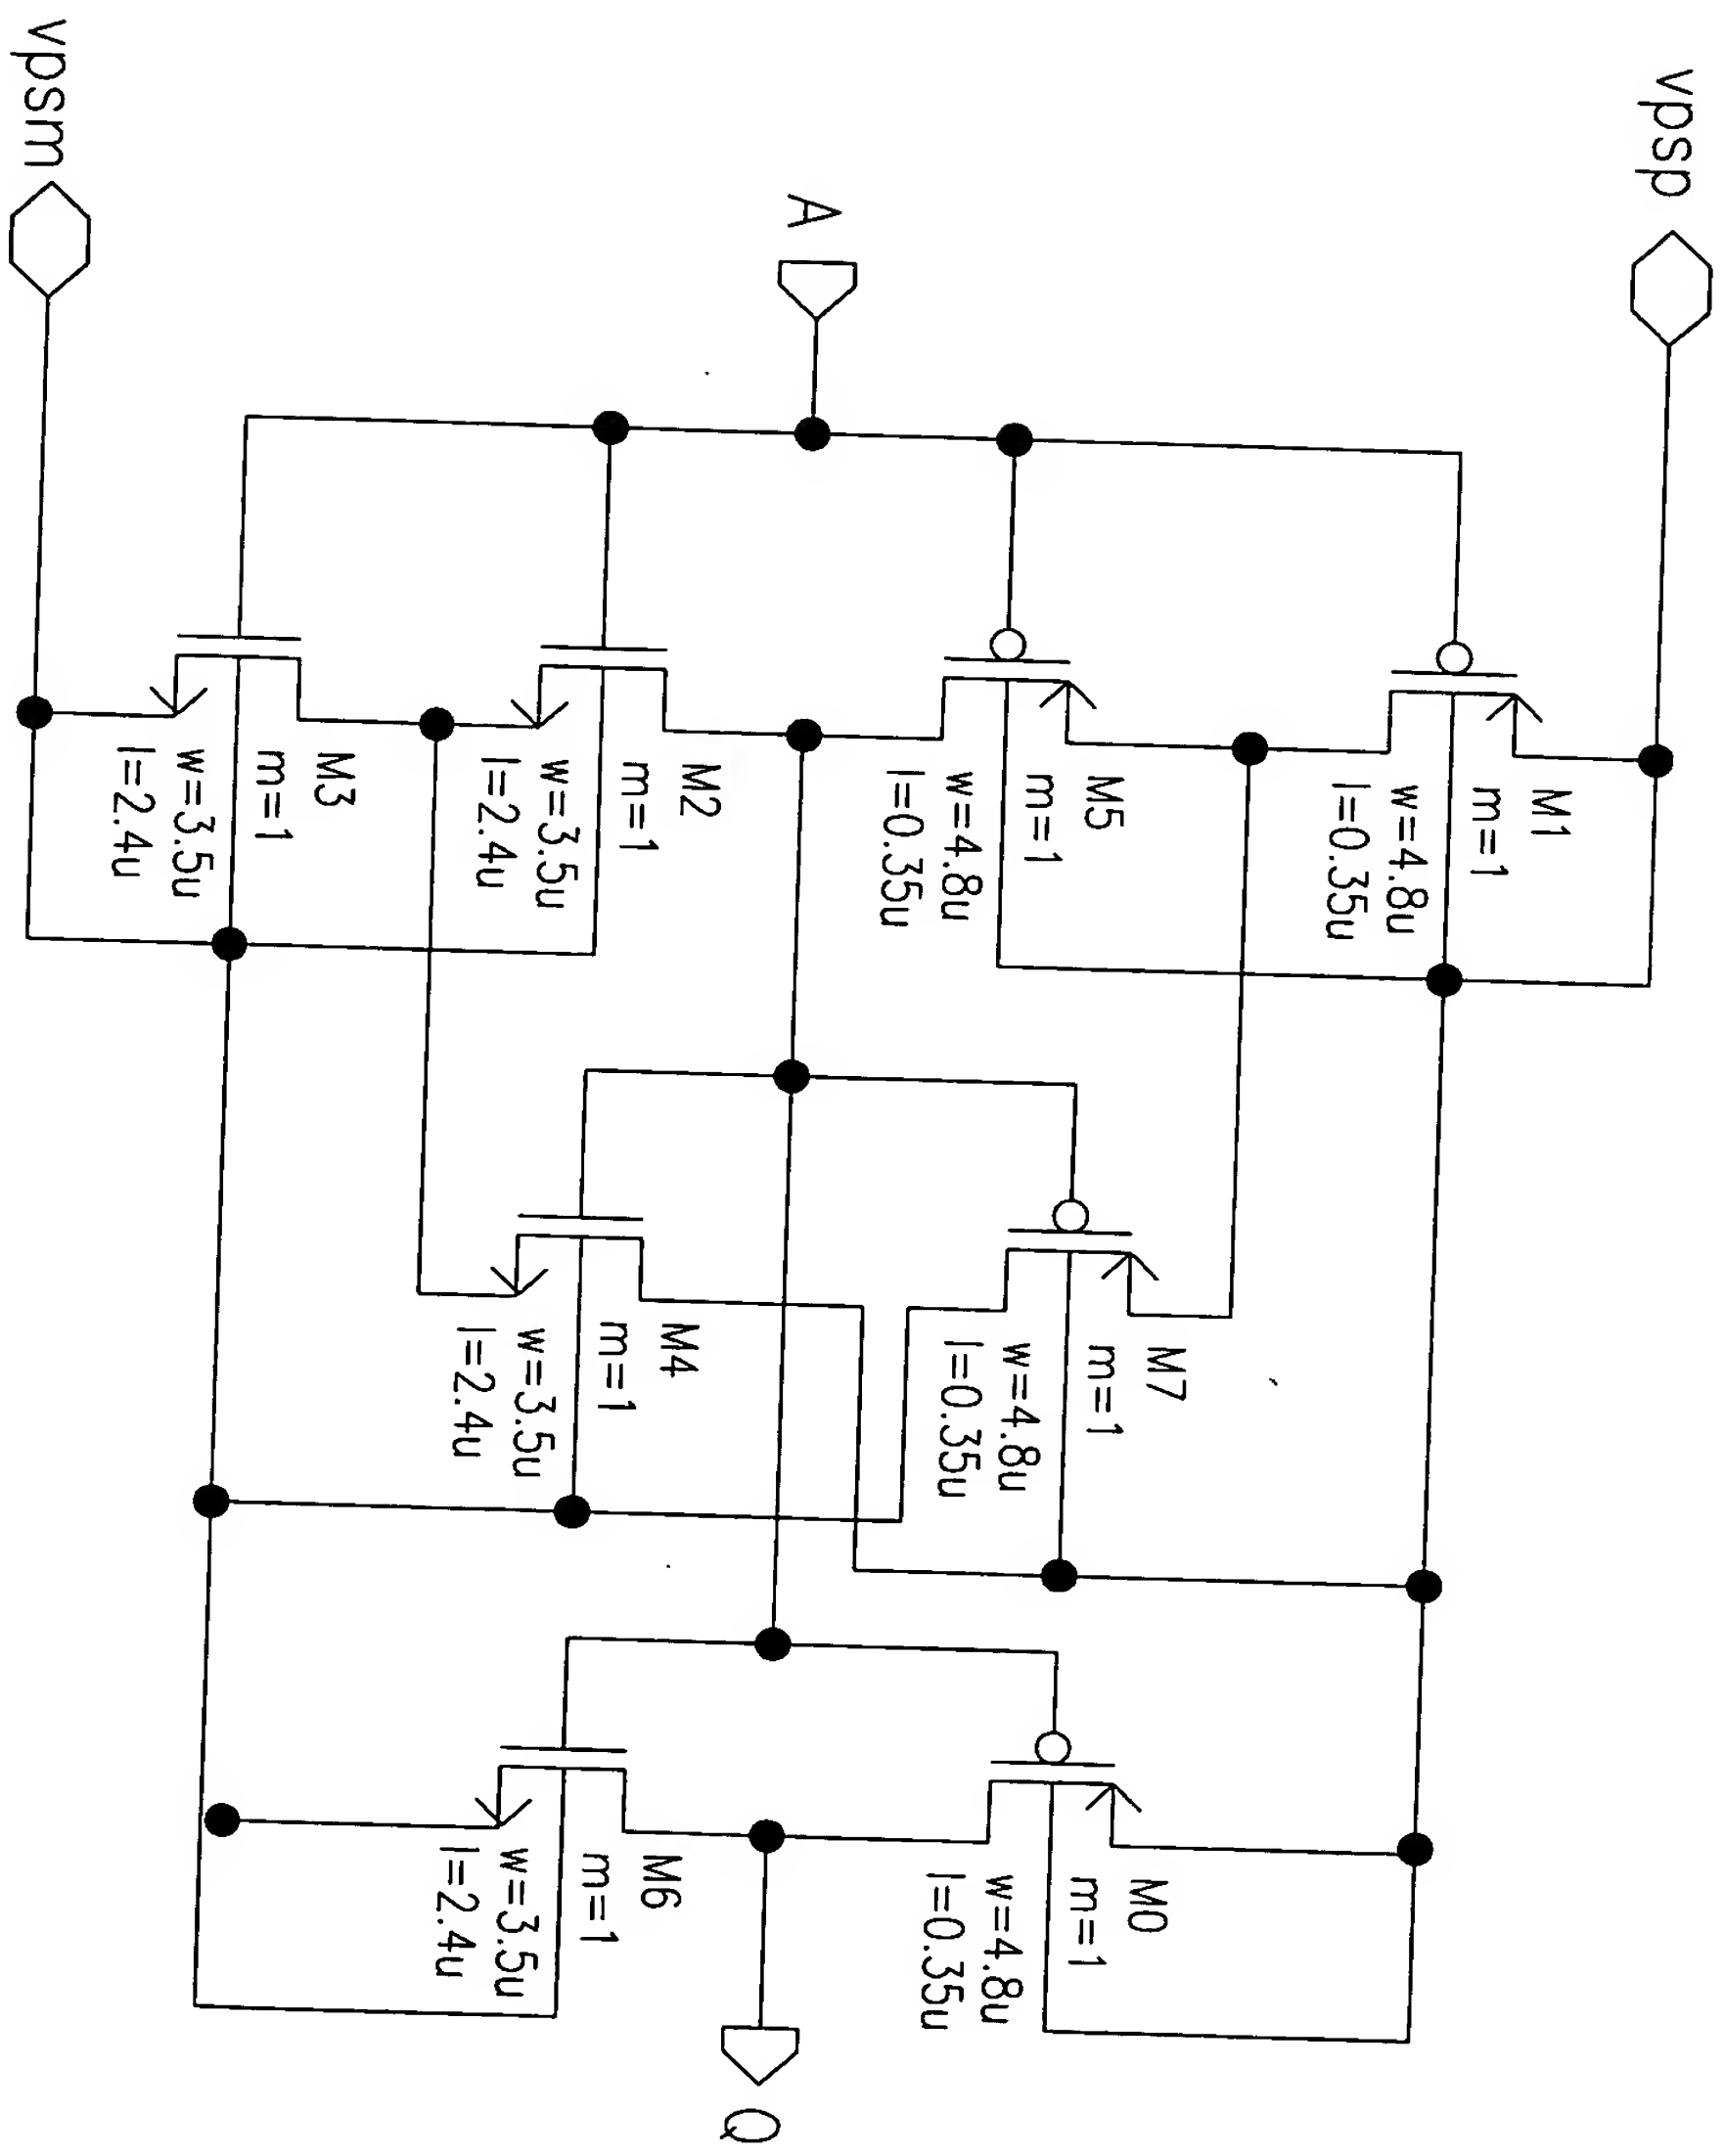 vpsp
M1
m=1
w=4.8u
l=0.35u
M5
m=1
w=4.8u
l=0.35u
M7
m=1
w=4.8u
l=0.35u
M0
m=1
w=4.8u
l=0.35u
A
Q
M2
m=1
w=3.5u
l=2.4u
M4
m=1
w=3.5u
l=2.4u
M6
m=1
w=3.5u
l=2.4u
M3
m=1
w=3.5u
l=2.4u
vpsm